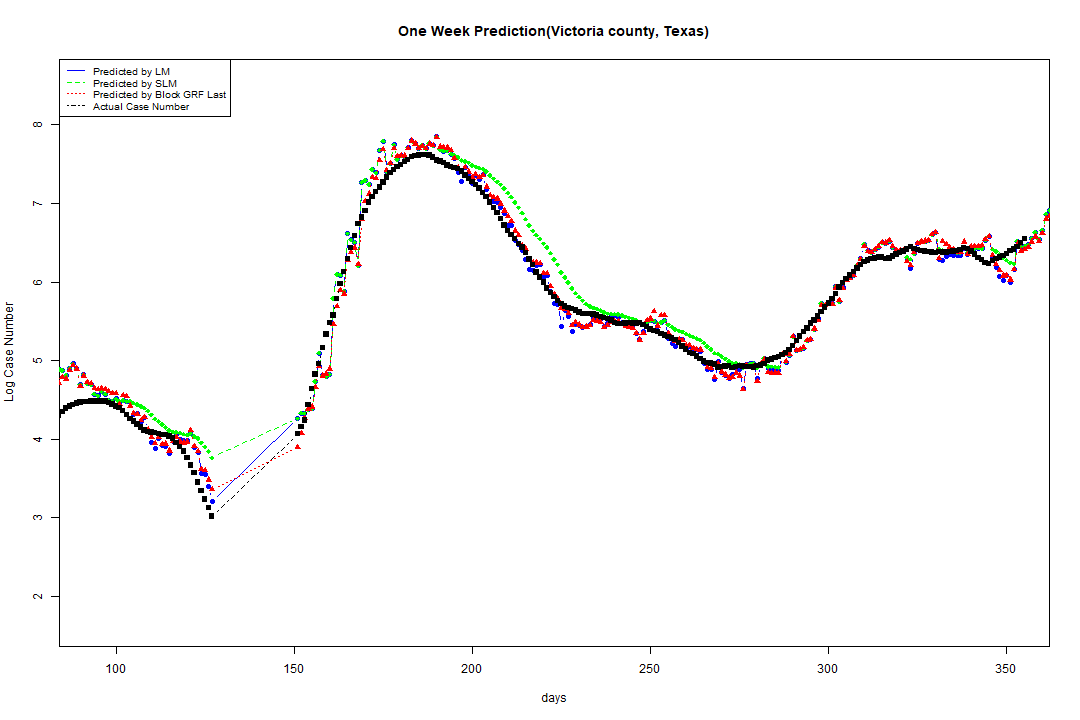 One Week Prediction(Victoria county, Texas)
Predicted by LM
Predicted by SLM
Predicted by Block GRF Last
Actual Case Number
8
7
6
5
4
3
2
Log Case Number
100 150 200 250 300 350
days